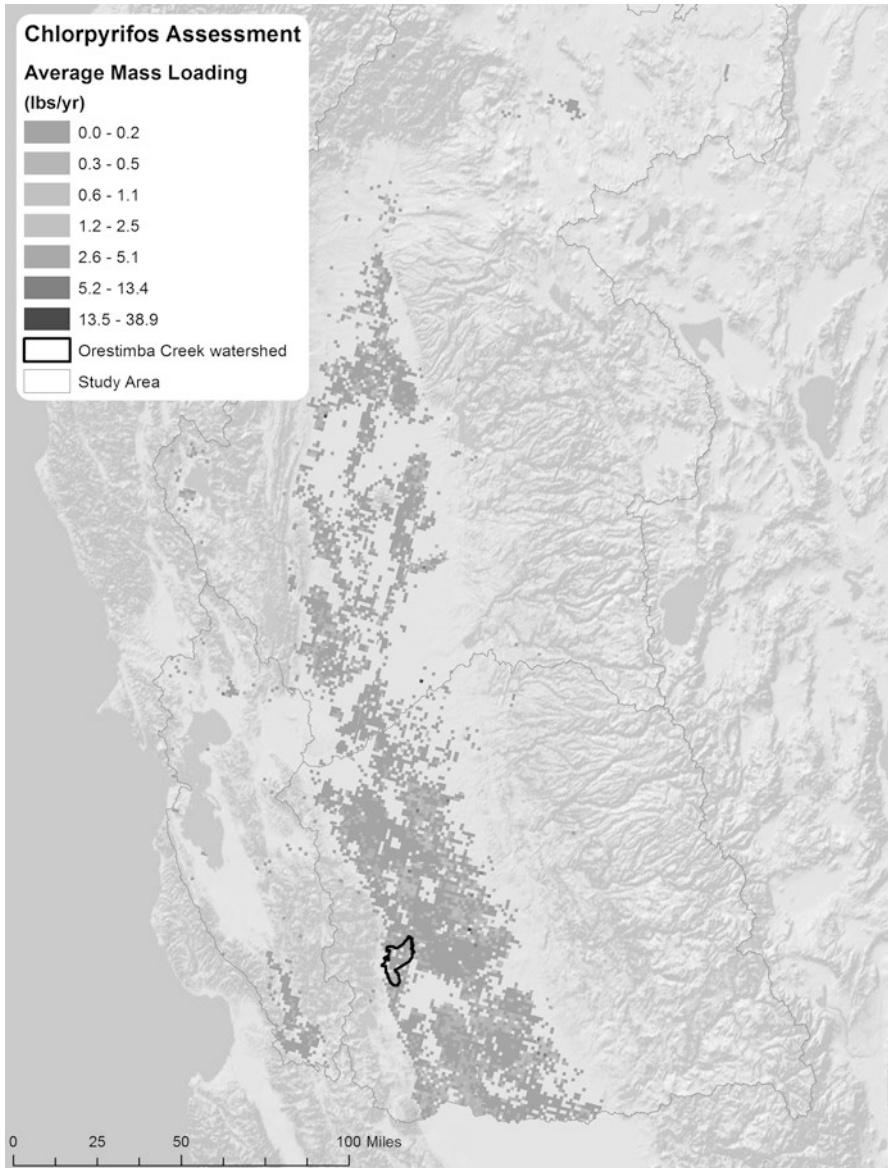 Chlorpyrifos Assessment
Average Mass Loading
(lbs/yr)
0.0 - 0.2
0.3 - 0.5
0.6 - 1.1
1.2 - 2.5
2.6 - 5.1
5.2 - 13.4
13.5 - 38.9
Orestimba Creek watershed
Study Area
0 25 50 100 Miles